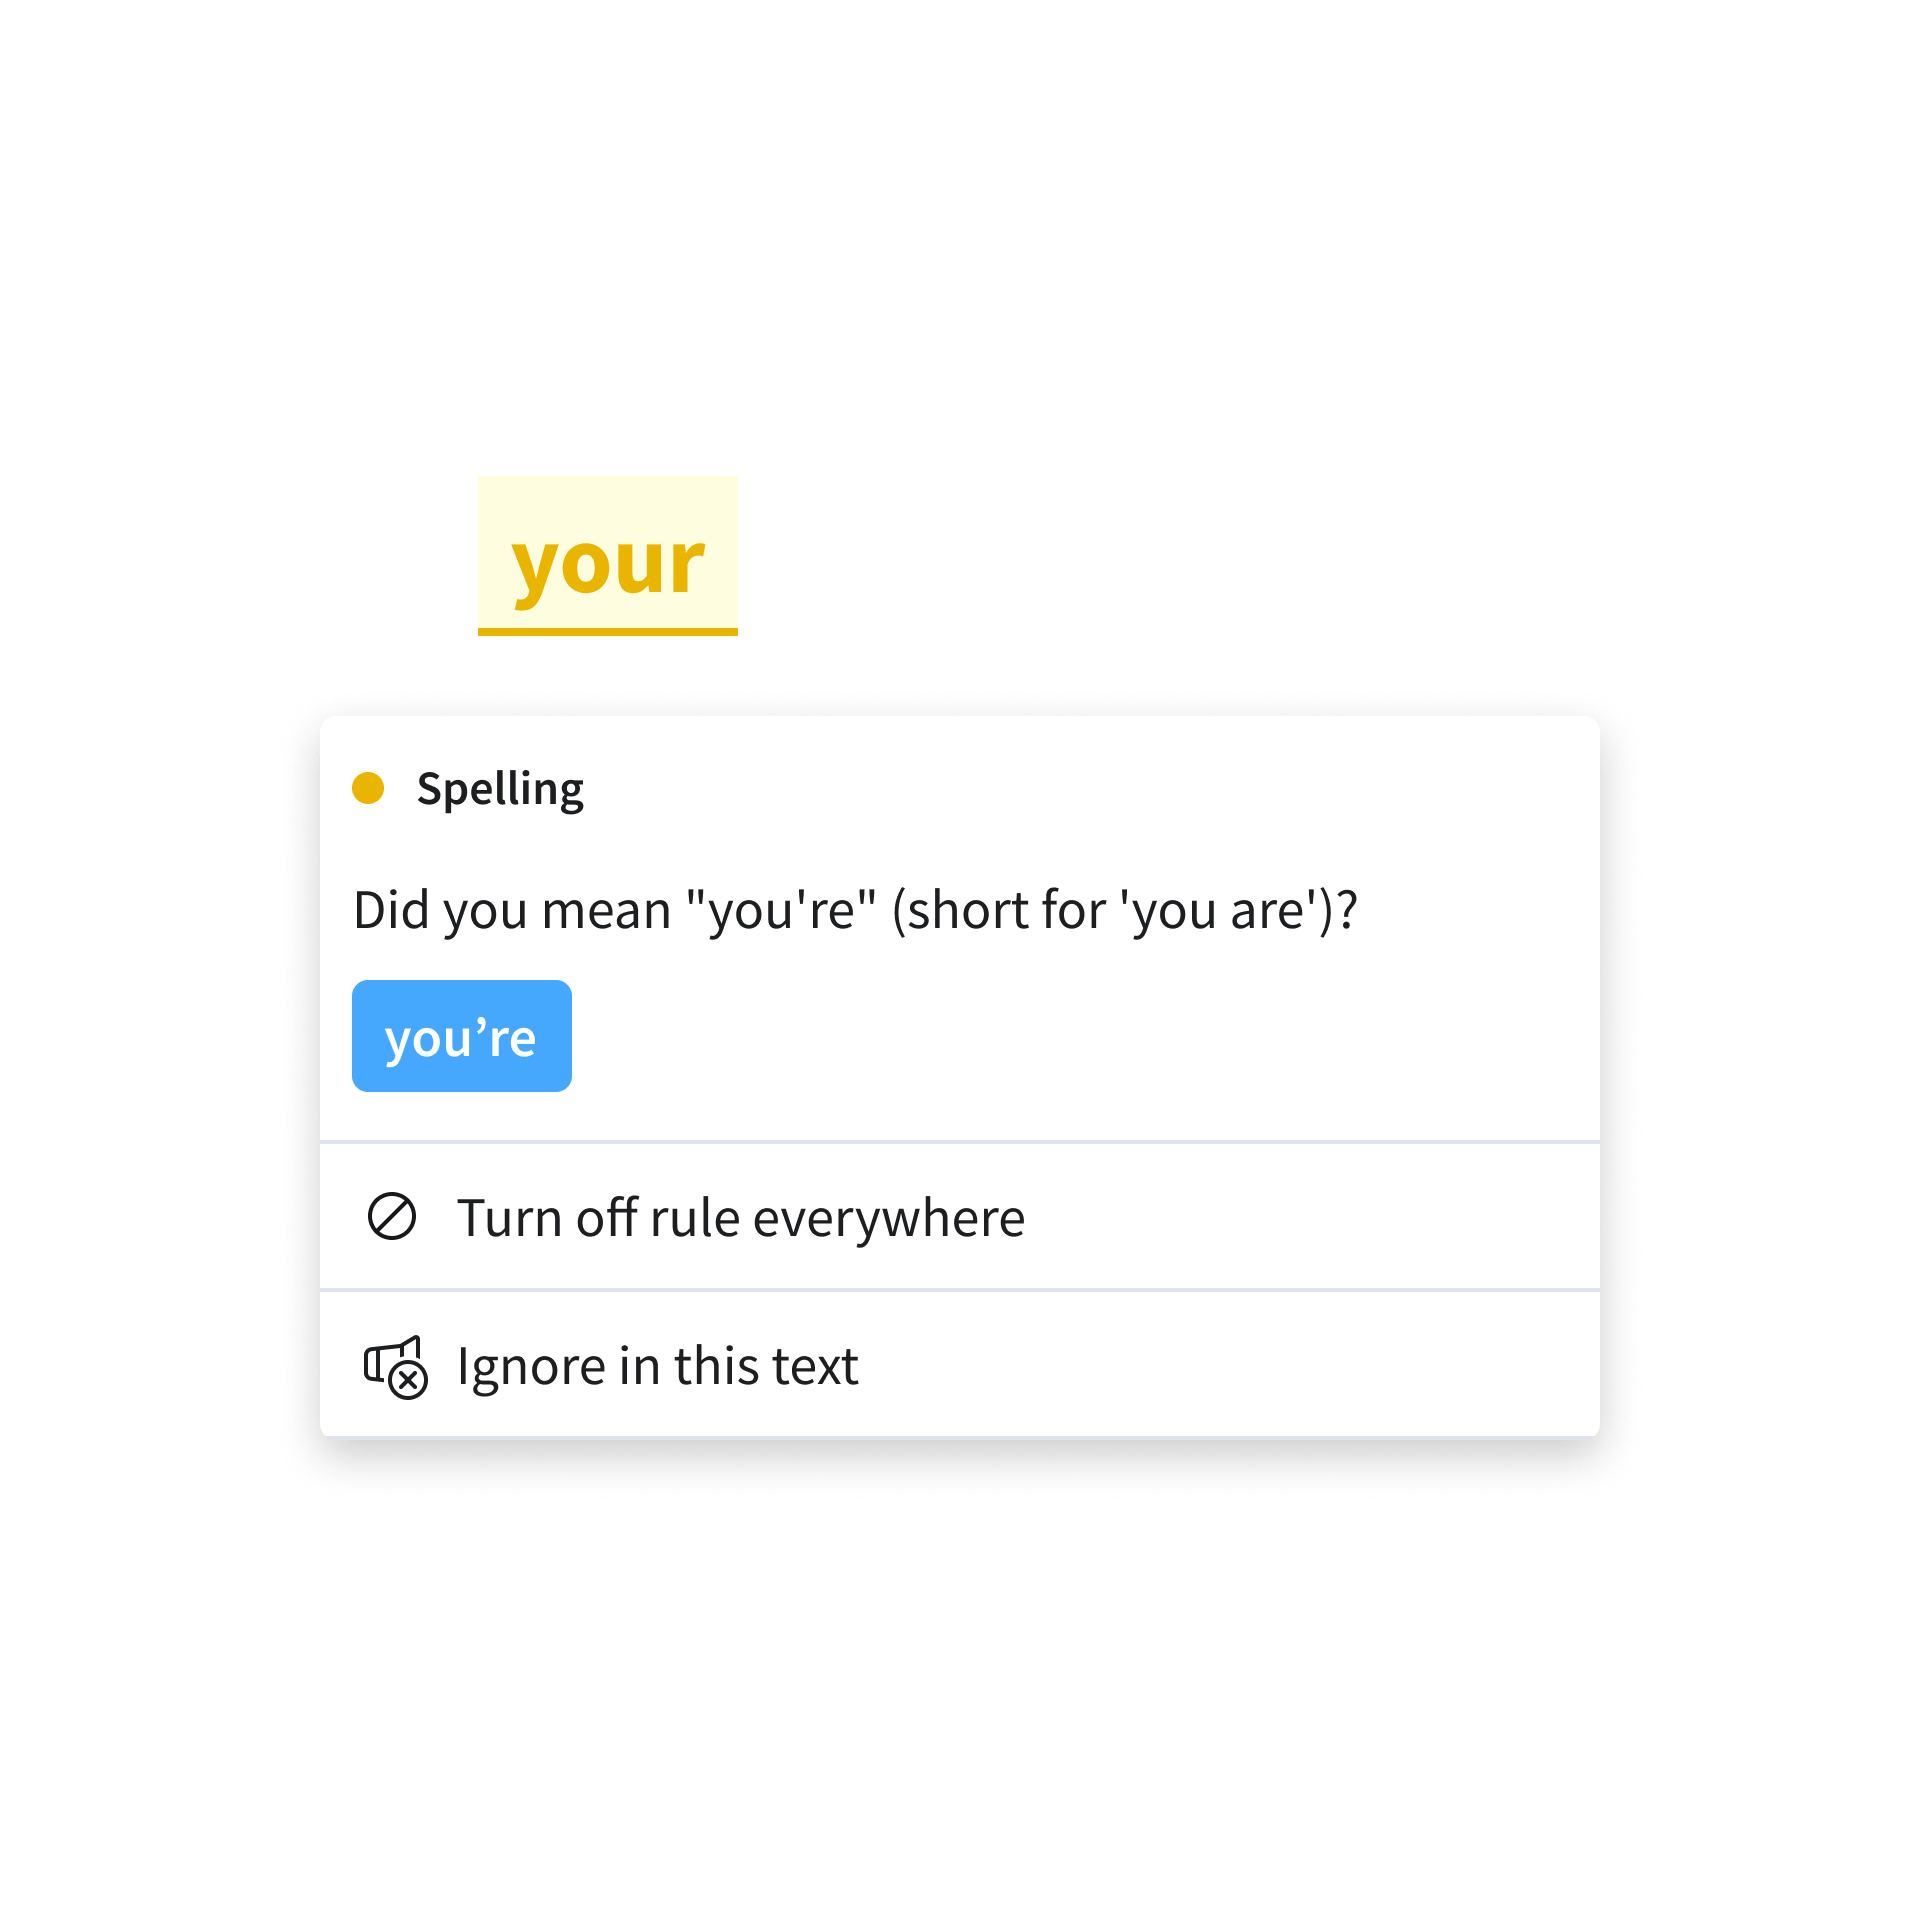 your
Spelling
Did you mean "you're" (short for 'you are')?
you’re
Turn off rule everywhere
Ignore in this text